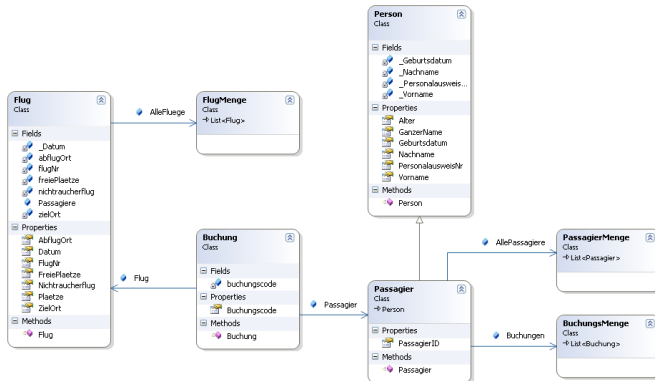 Person
Class
Fields
_Geburtsdatum
_Nachname
_Personalausweis...
_Vorname
Properties
Alter
GanzerName
Geburtsdatum
Nachname
PersonalausweisNr
Vorname
Methods
Person
Flug
Class
Fields
_Datum
abflugOrt
flugNr
freiePlaetze
nichtraucherflug
Passagiere
zielOrt
Properties
AbflugOrt
Datum
FlugNr
FreiePlaetze
Nichtraucherflug
Plaetze
ZielOrt
Methods
Flug
AlleFluege
FlugMenge
Class
List<Flug>
Flug
Buchung
Class
Fields
buchungscode
Properties
Buchungscode
Methods
Buchung
Passagier
Passagier
Class
Person
Properties
PassagierID
Methods
Passagier
AllePassagiere
PassagierMenge
Class
List<Passagier>
Buchungen
BuchungsMenge
Class
List<Buchung>